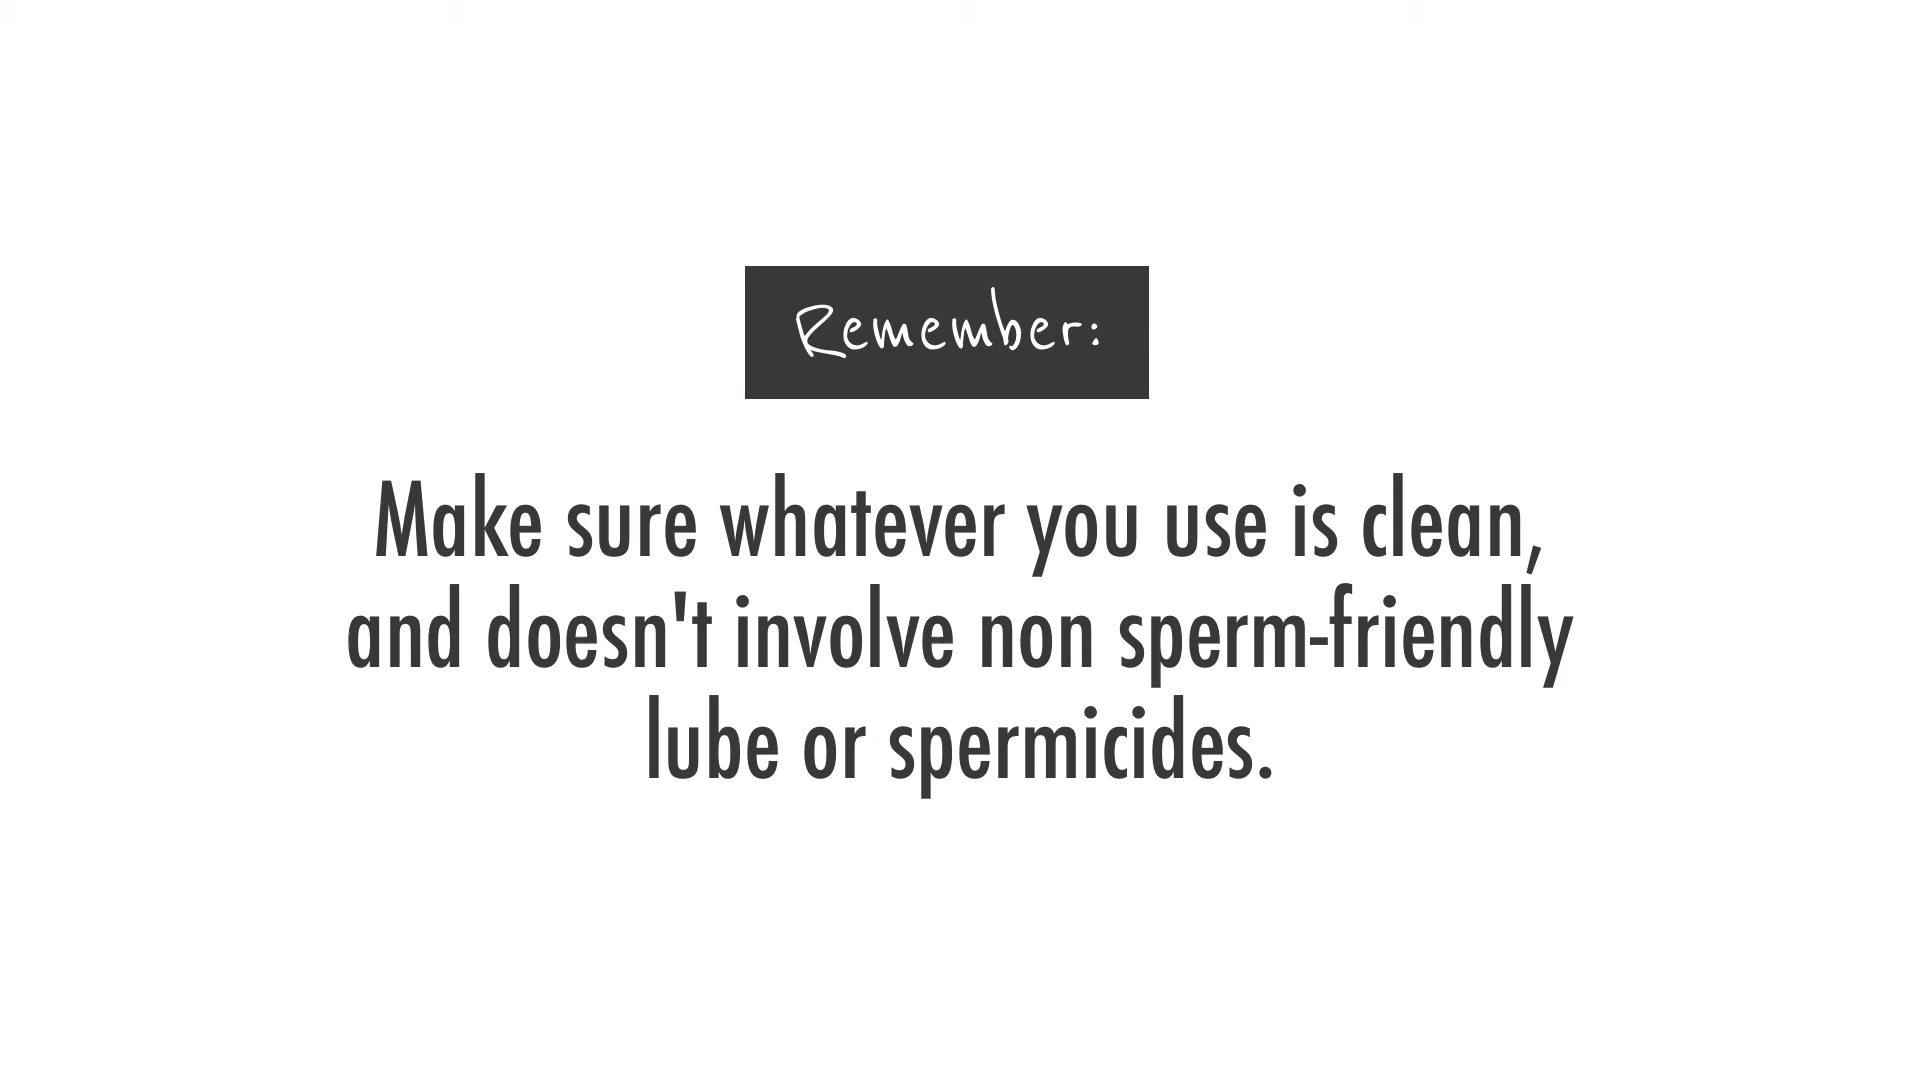 Remember:
Make sure whatever you use is clean,
and doesn't involve non sperm-friendly
lube or spermicides.